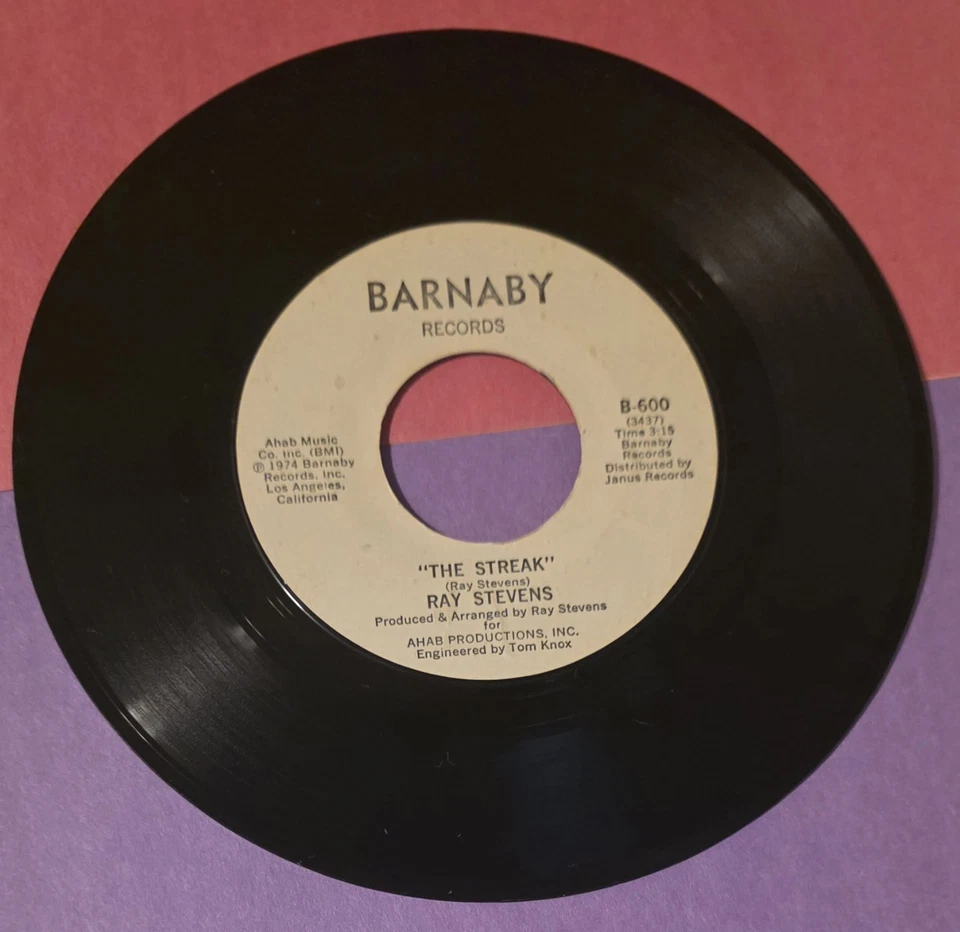 BARNABY
RECORDS
Ahab Music
Co. Inc. (BMI)
℗ 1974 Barnaby
Records, Inc.
Los Angeles,
California
B-600
(3437)
Time 3:15
Barnaby
Records
Distributed by
Janus Records
"THE STREAK"
(Ray Stevens)
RAY STEVENS
Produced & Arranged by Ray Stevens
for
AHAB PRODUCTIONS, INC.
Engineered by Tom Knox